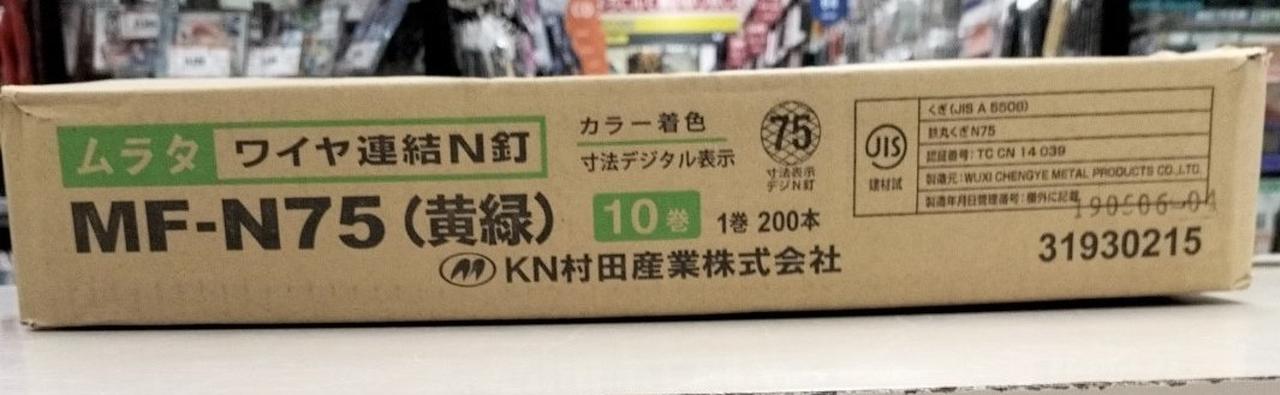 ムラタ ワイヤ連結N釘
MF-N75(黄緑)
カラー着色
寸法デジタル表示
75
寸法表示
デジN釘
10巻 1巻 200本
KN村田産業株式会社
JIS
建材試
くぎ(JIS A 5508)
鉄丸くぎN75
認証番号:TC CN 14 039
製造元:WUXI CHENGYE METAL PRODUCTS CO.,LTD.
製造年月日管理番号:欄外に記載
190506-04
31930215